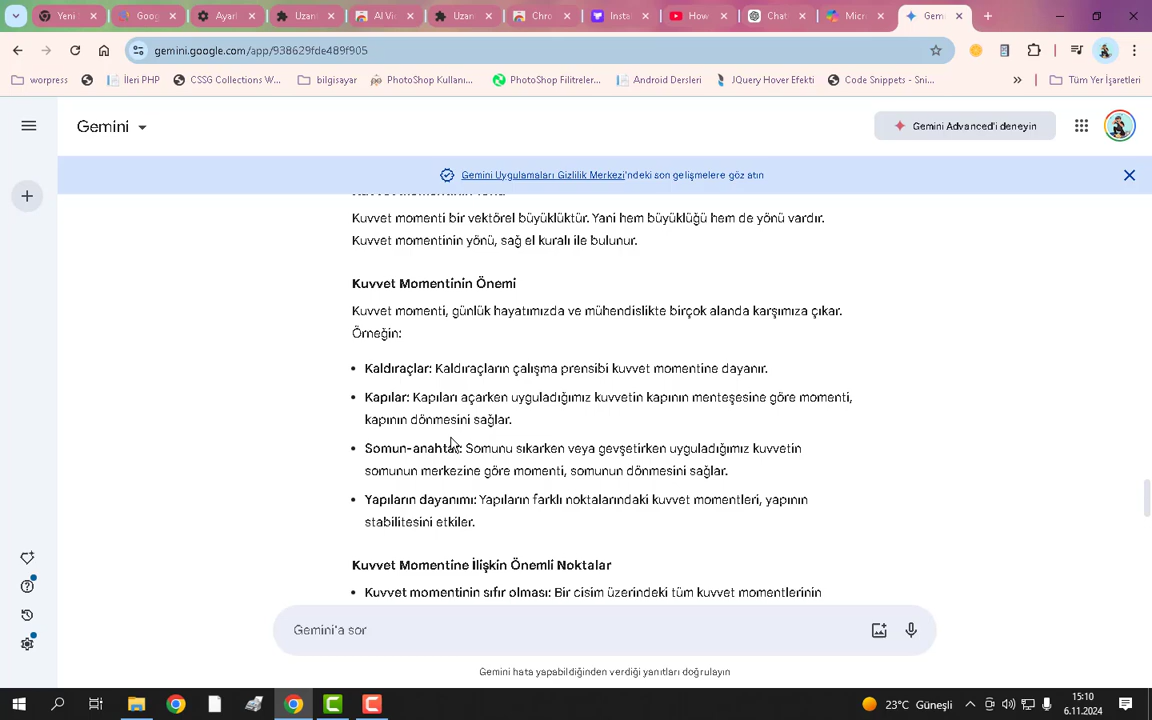 Yeni
Goog
Ayarl
Uzan
AI Vi
Uzan
Chro
Insta
How
Chat
Micr
Gem
gemini.google.com/app/938629fde489f905
worpress
İleri PHP
CSSG Collections W...
bilgisayar
PhotoShop Kullanı...
PhotoShop Filitreler...
Android Dersleri
JQuery Hover Efekti
Code Snippets - Sni...
Tüm Yer İşaretleri
Gemini
Gemini Advanced'i deneyin
Gemini Uygulamaları Gizlilik Merkezi'ndeki son gelişmelere göz atın
Kuvvet momenti bir vektörel büyüklüktür. Yani hem büyüklüğü hem de yönü vardır.
Kuvvet momentinin yönü, sağ el kuralı ile bulunur.
Kuvvet Momentinin Önemi
Kuvvet momenti, günlük hayatımızda ve mühendislikte birçok alanda karşımıza çıkar.
Örneğin:
• Kaldıraçlar: Kaldıraçların çalışma prensibi kuvvet momentine dayanır.
• Kapılar: Kapıları açarken uyguladığımız kuvvetin kapının menteşesine göre momenti,
kapının dönmesini sağlar.
• Somun-anahtar: Somunu sıkarken veya gevşetirken uyguladığımız kuvvetin
somunun merkezine göre momenti, somunun dönmesini sağlar.
• Yapıların dayanımı: Yapıların farklı noktalarındaki kuvvet momentleri, yapının
stabilitesini etkiler.
Kuvvet Momentine İlişkin Önemli Noktalar
• Kuvvet momentinin sıfır olması: Bir cisim üzerindeki tüm kuvvet momentlerinin
Gemini'a sor
Gemini hata yapabildiğinden verdiği yanıtları doğrulayın
23°C Güneşli
15:10
6.11.2024